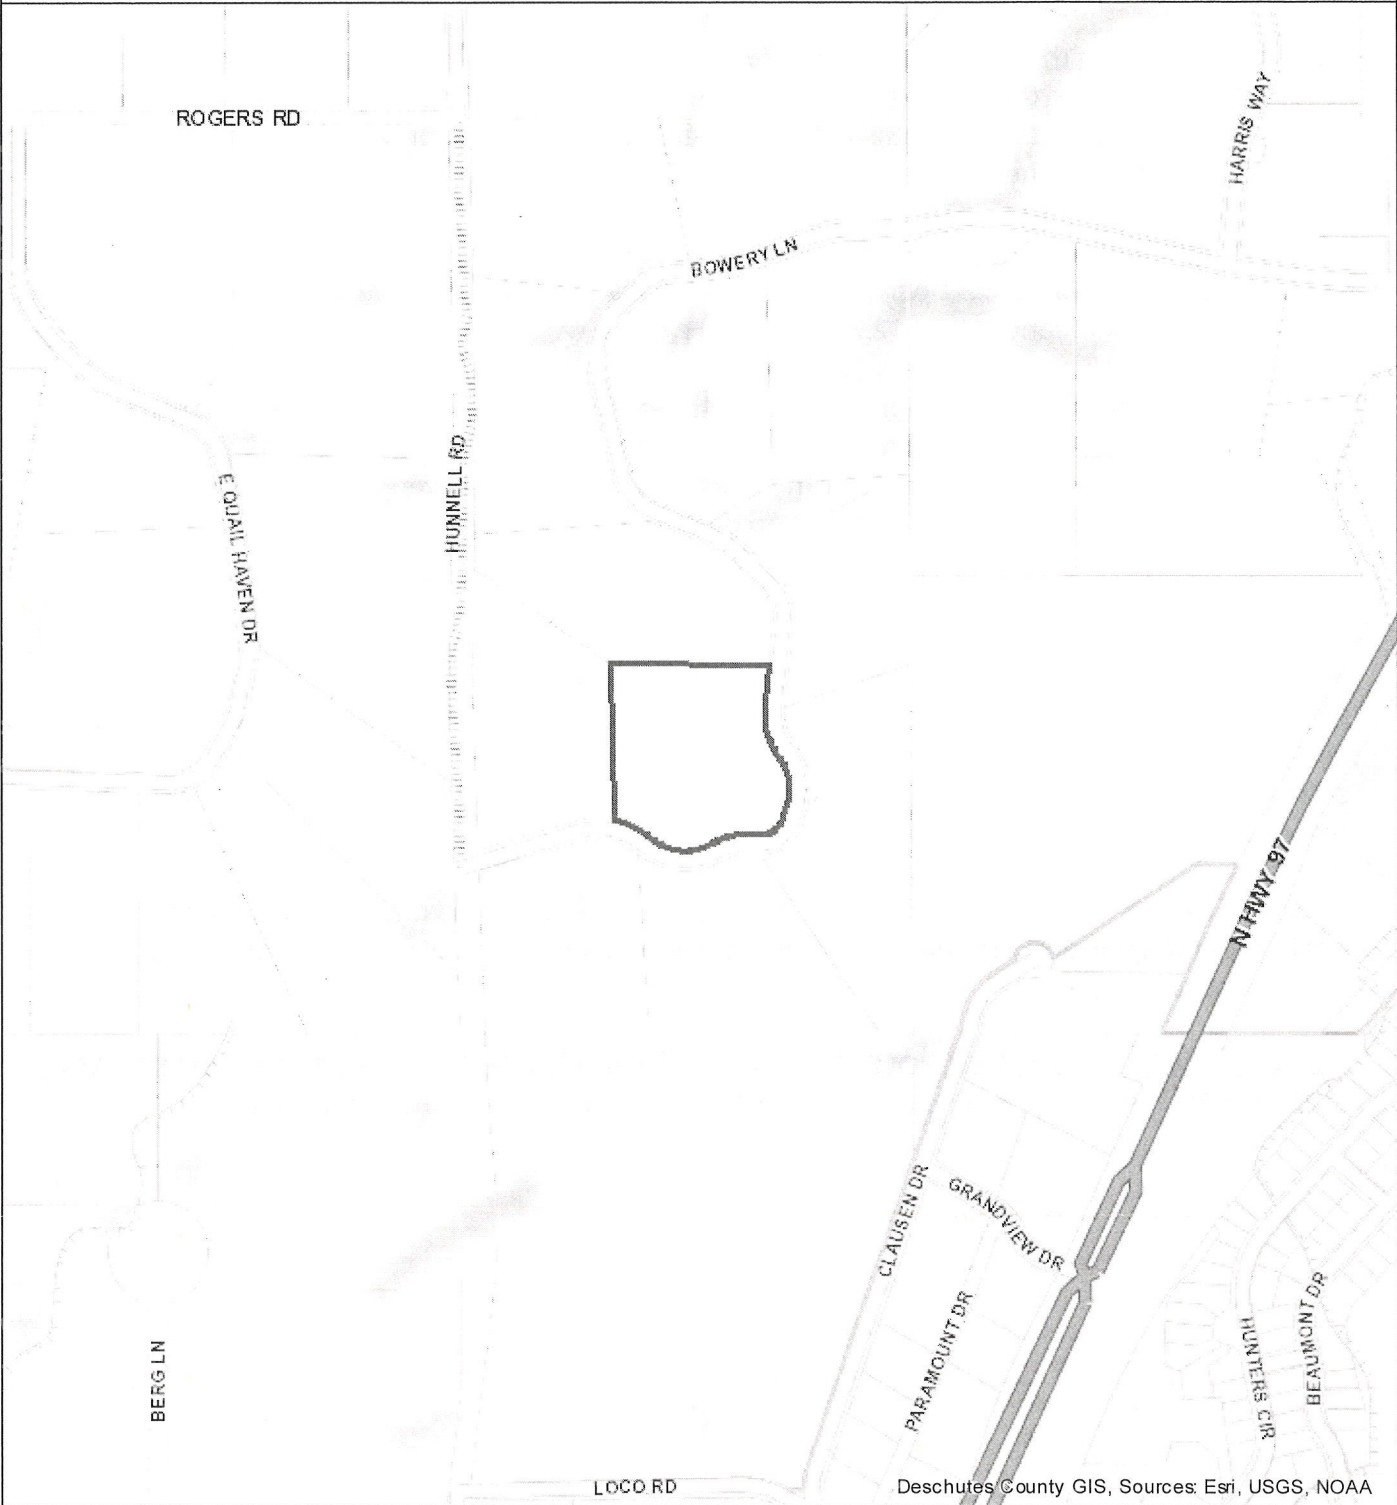 HARRIS WAY
ROGERS RD
BOWERY LN
HUNNELL RD
E QUAIL HAVEN DR
N HWY 97
CLAUSEN DR
GRANDVIEW DR
PARAMOUNT DR
BERG LN
HUNTERS CIR
BEAUMONT DR
LOCO RD
Deschutes County GIS, Sources: Esri, USGS, NOAA